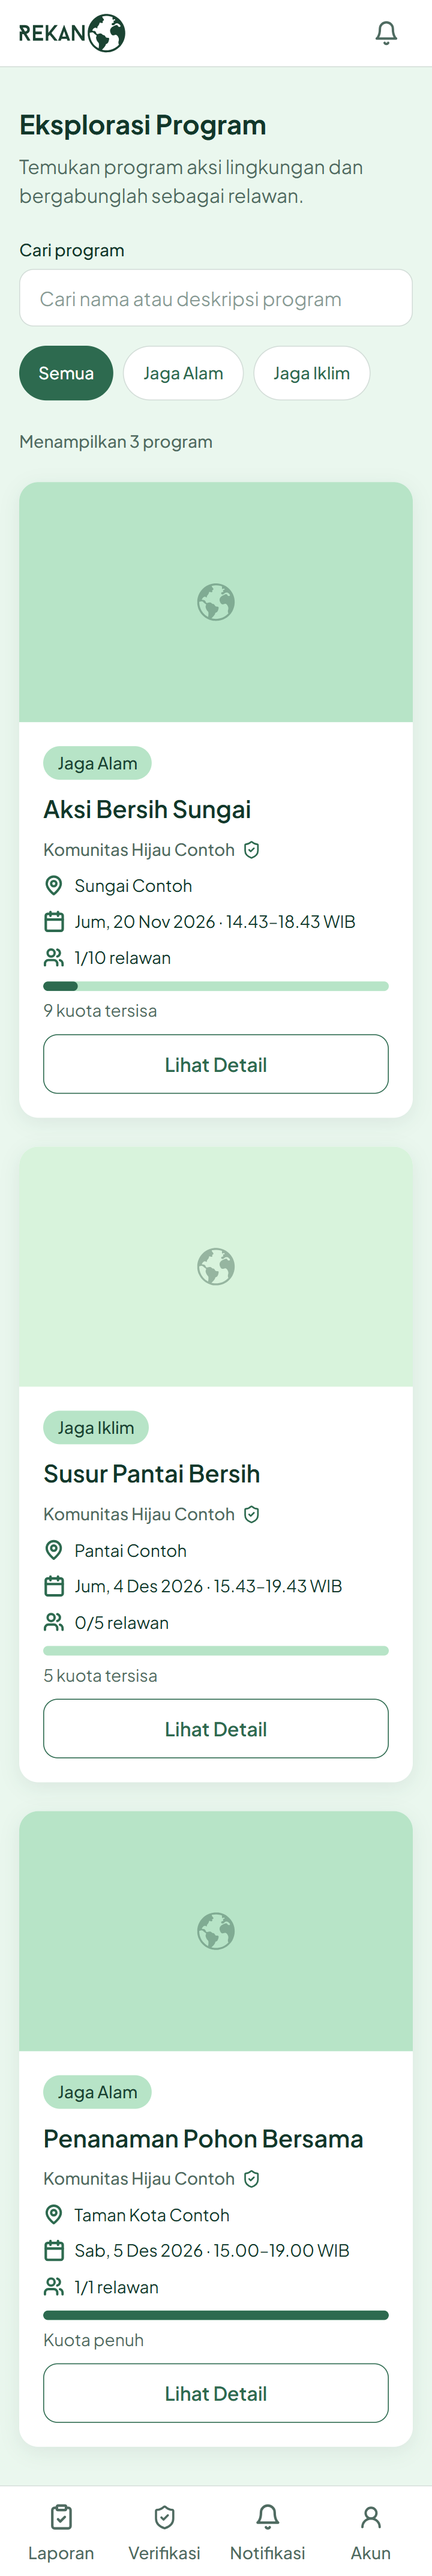 REKAN
Eksplorasi Program
Temukan program aksi lingkungan dan
bergabunglah sebagai relawan.
Cari program
Cari nama atau deskripsi program
Semua
Jaga Alam
Jaga Iklim
Menampilkan 3 program
Jaga Alam
Aksi Bersih Sungai
Komunitas Hijau Contoh
Sungai Contoh
Jum, 20 Nov 2026 · 14.43–18.43 WIB
1/10 relawan
9 kuota tersisa
Lihat Detail
Jaga Iklim
Susur Pantai Bersih
Komunitas Hijau Contoh
Pantai Contoh
Jum, 4 Des 2026 · 15.43–19.43 WIB
0/5 relawan
5 kuota tersisa
Lihat Detail
Jaga Alam
Penanaman Pohon Bersama
Komunitas Hijau Contoh
Taman Kota Contoh
Sab, 5 Des 2026 · 15.00–19.00 WIB
1/1 relawan
Kuota penuh
Lihat Detail
Laporan
Verifikasi
Notifikasi
Akun